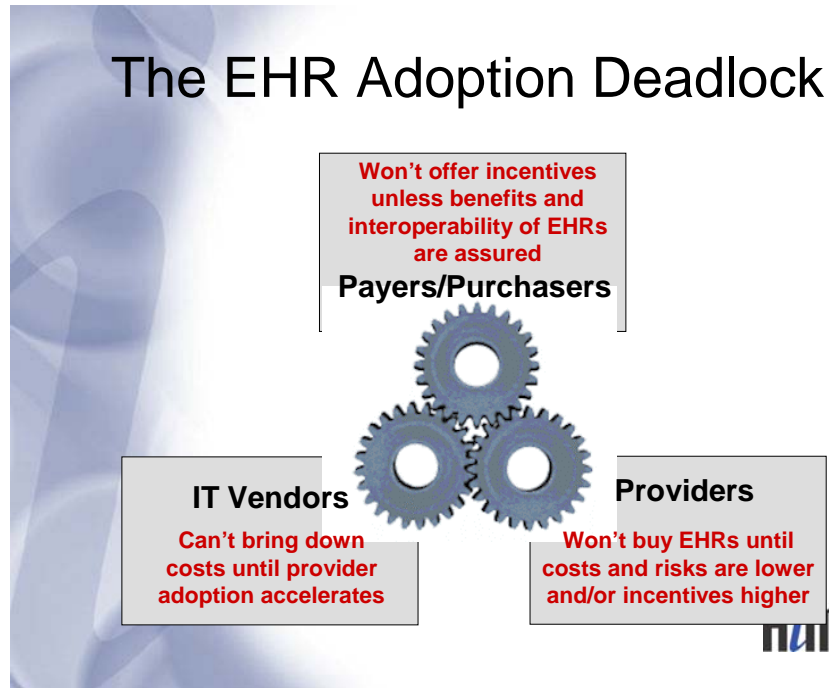 The EHR Adoption Deadlock
Won't offer incentives
unless benefits and
interoperability of EHRs
are assured
Payers/Purchasers
IT Vendors
Can't bring down
costs until provider
adoption accelerates
Providers
Won't buy EHRs until
costs and risks are lower
and/or incentives higher